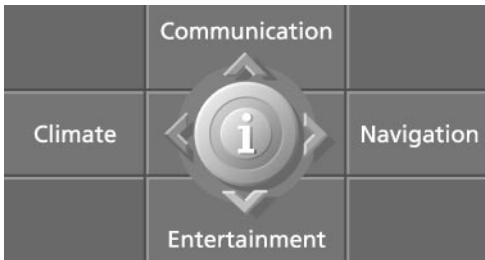 Communication
Climate
i
Navigation
Entertainment